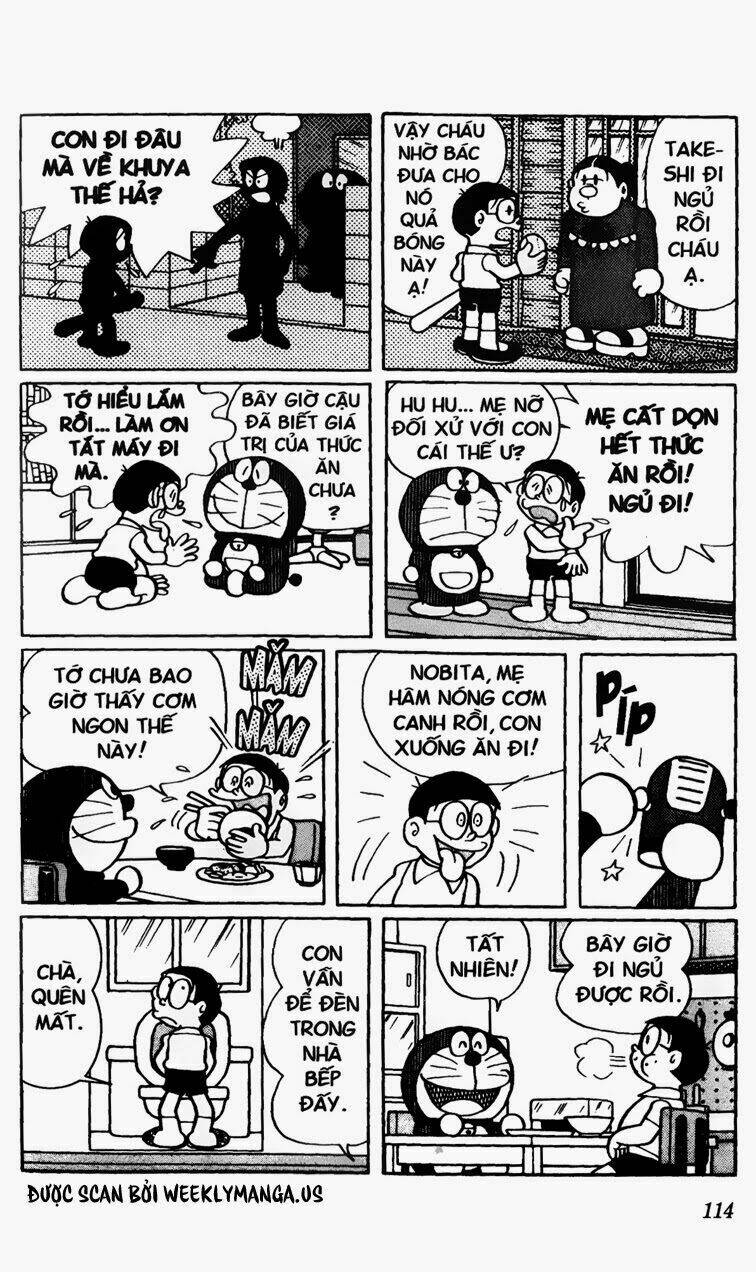 TAKE-
SHI ĐI
NGỦ
RỒI
CHÁU
Ạ.
VẬY CHÁU
NHỜ BÁC
ĐƯA CHO
NÓ
QUẢ
BÓNG
NÀY
Ạ!
CON ĐI ĐÂU
MÀ VỀ KHUYA
THẾ HẢ?
MẸ CẤT DỌN
HẾT THỨC
ĂN RỒI!
NGỦ ĐI!
HU HU... MẸ NỠ
ĐỐI XỬ VỚI CON
CÁI THẾ Ư?
BÂY GIỜ CẬU
ĐÃ BIẾT GIÁ
TRỊ CỦA THỨC
ĂN
CHƯA
?
TỚ HIỂU LẮM
RỒI... LÀM ƠN
TẮT MÁY ĐI
MÀ.
PÍP
NOBITA, MẸ
HÂM NÓNG CƠM
CANH RỒI, CON
XUỐNG ĂN ĐI!
MĂM
MĂM
TỚ CHƯA BAO
GIỜ THẤY CƠM
NGON THẾ
NÀY!
BÂY GIỜ
ĐI NGỦ
ĐƯỢC RỒI.
TẤT
NHIÊN!
CON
VẪN
ĐỂ ĐÈN
TRONG
NHÀ
BẾP
ĐẤY.
CHÀ,
QUÊN
MẤT.
ĐƯỢC SCAN BỞI WEEKLYMANGA.US
114